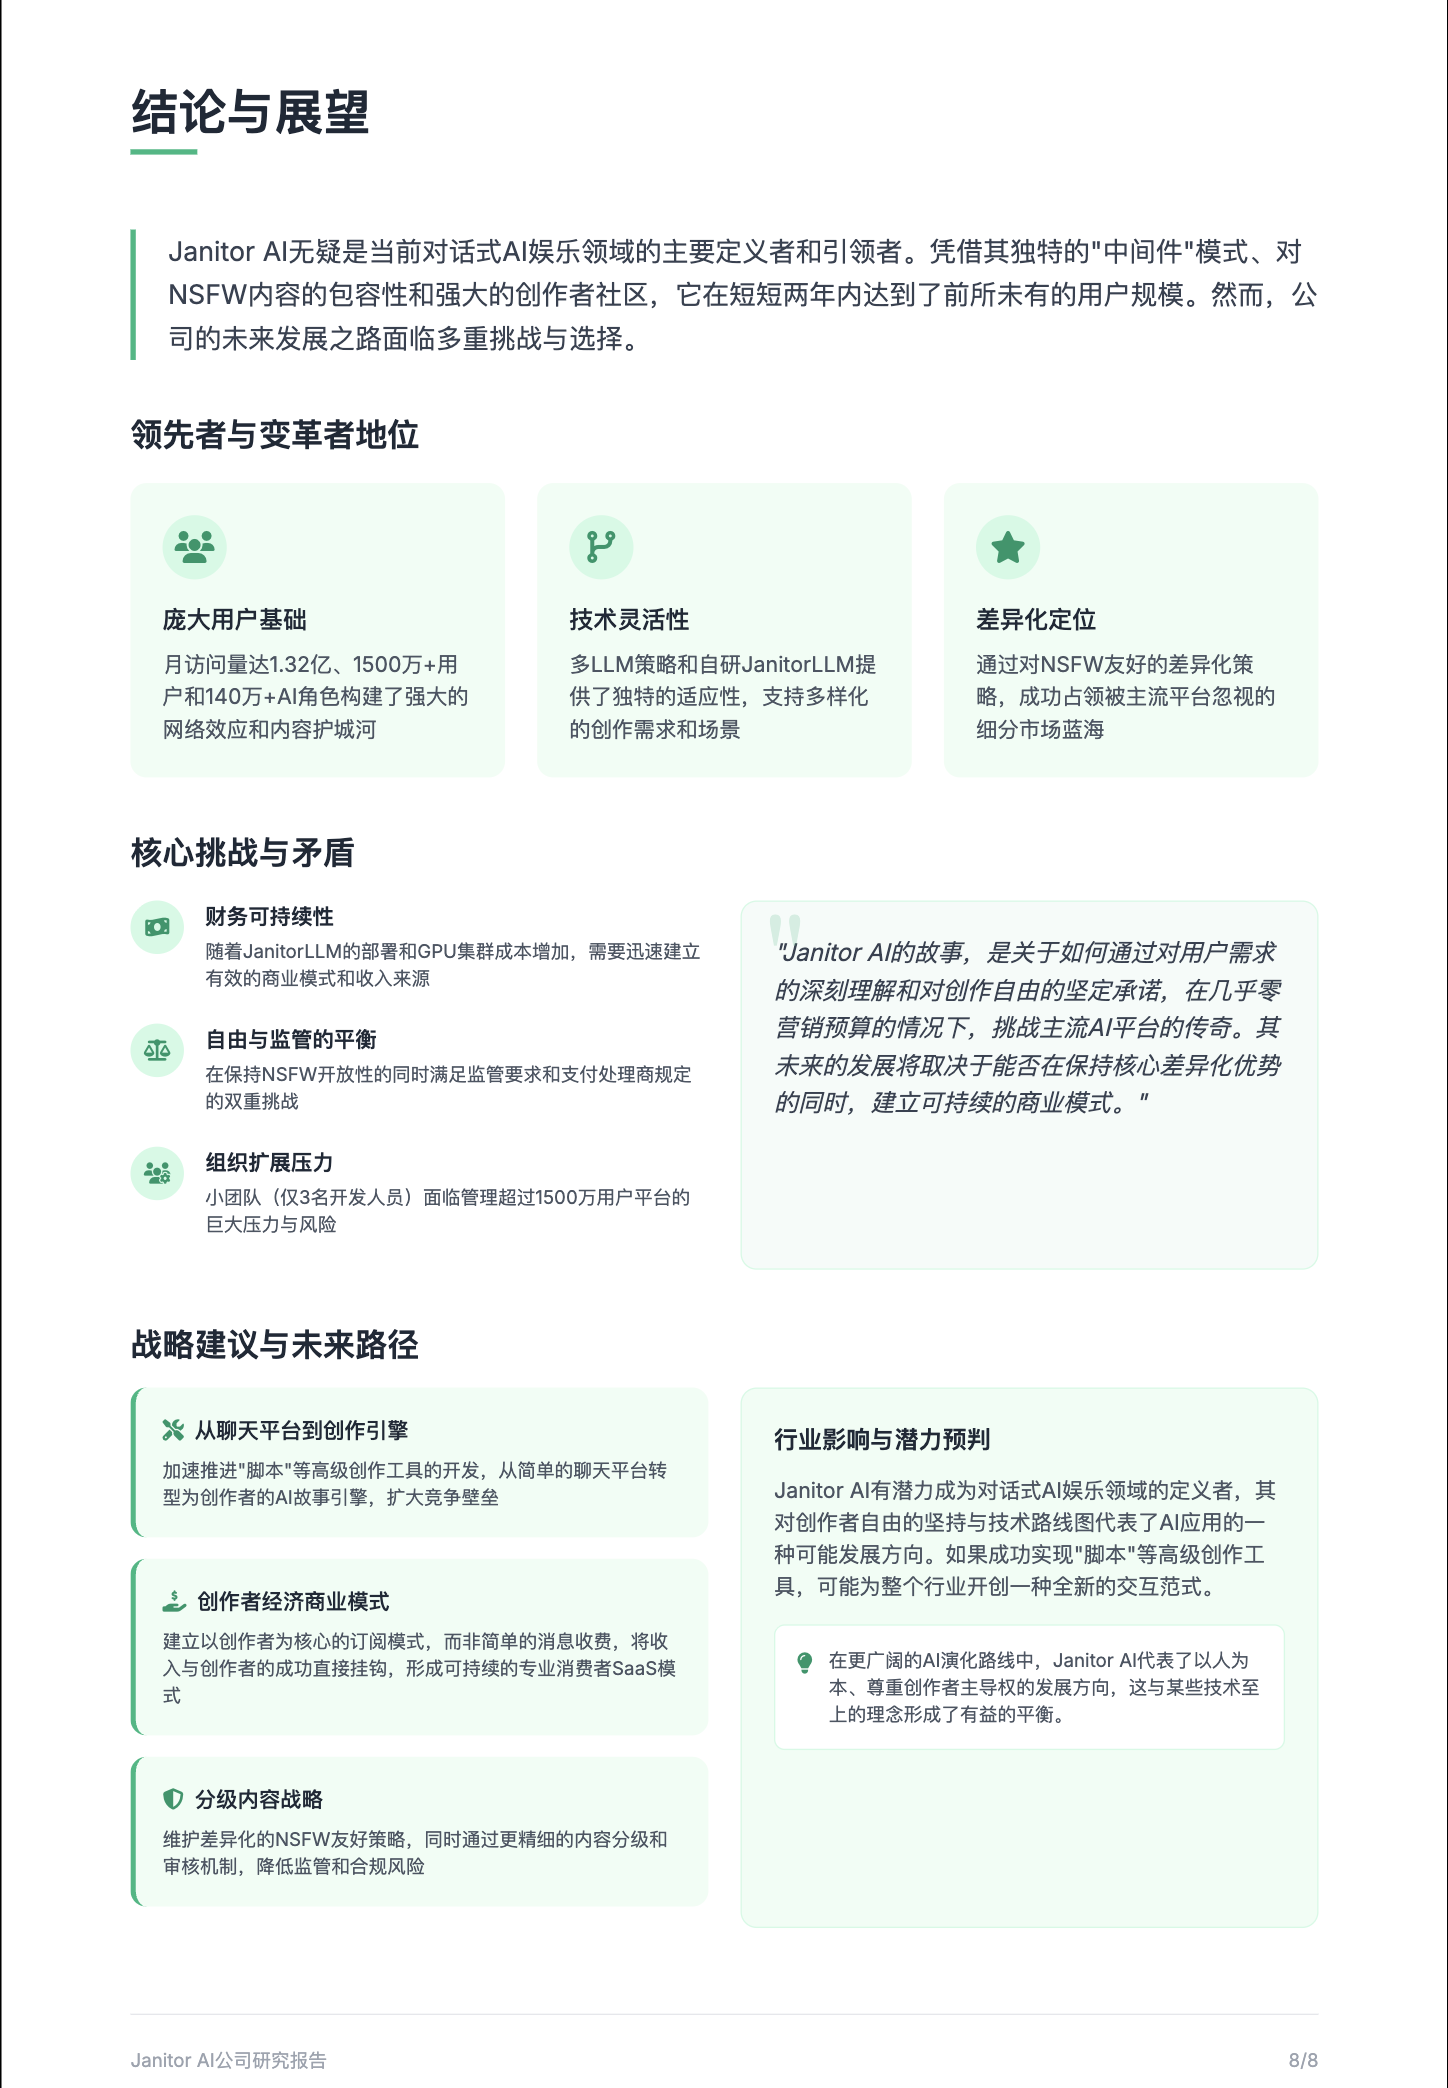 结论与展望
Janitor AI无疑是当前对话式AI娱乐领域的主要定义者和引领者。凭借其独特的"中间件"模式、对
NSFW内容的包容性和强大的创作者社区，它在短短两年内达到了前所未有的用户规模。然而，公
司的未来发展之路面临多重挑战与选择。
领先者与变革者地位
庞大用户基础
月访问量达1.32亿、1500万+用
户和140万+AI角色构建了强大的
网络效应和内容护城河
技术灵活性
多LLM策略和自研JanitorLLM提
供了独特的适应性，支持多样化
的创作需求和场景
差异化定位
通过对NSFW友好的差异化策
略，成功占领被主流平台忽视的
细分市场蓝海
核心挑战与矛盾
财务可持续性
随着JanitorLLM的部署和GPU集群成本增加，需要迅速建立
有效的商业模式和收入来源
自由与监管的平衡
在保持NSFW开放性的同时满足监管要求和支付处理商规定
的双重挑战
组织扩展压力
小团队（仅3名开发人员）面临管理超过1500万用户平台的
巨大压力与风险
"
"Janitor AI的故事，是关于如何通过对用户需求
的深刻理解和对创作自由的坚定承诺，在几乎零
营销预算的情况下，挑战主流AI平台的传奇。其
未来的发展将取决于能否在保持核心差异化优势
的同时，建立可持续的商业模式。"
战略建议与未来路径
从聊天平台到创作引擎
加速推进"脚本"等高级创作工具的开发，从简单的聊天平台转
型为创作者的AI故事引擎，扩大竞争壁垒
创作者经济商业模式
建立以创作者为核心的订阅模式，而非简单的消息收费，将收
入与创作者的成功直接挂钩，形成可持续的专业消费者SaaS模
式
分级内容战略
维护差异化的NSFW友好策略，同时通过更精细的内容分级和
审核机制，降低监管和合规风险
行业影响与潜力预判
Janitor AI有潜力成为对话式AI娱乐领域的定义者，其
对创作者自由的坚持与技术路线图代表了AI应用的一
种可能发展方向。如果成功实现"脚本"等高级创作工
具，可能为整个行业开创一种全新的交互范式。
在更广阔的AI演化路线中，Janitor AI代表了以人为
本、尊重创作者主导权的发展方向，这与某些技术至
上的理念形成了有益的平衡。
Janitor AI公司研究报告
8/8